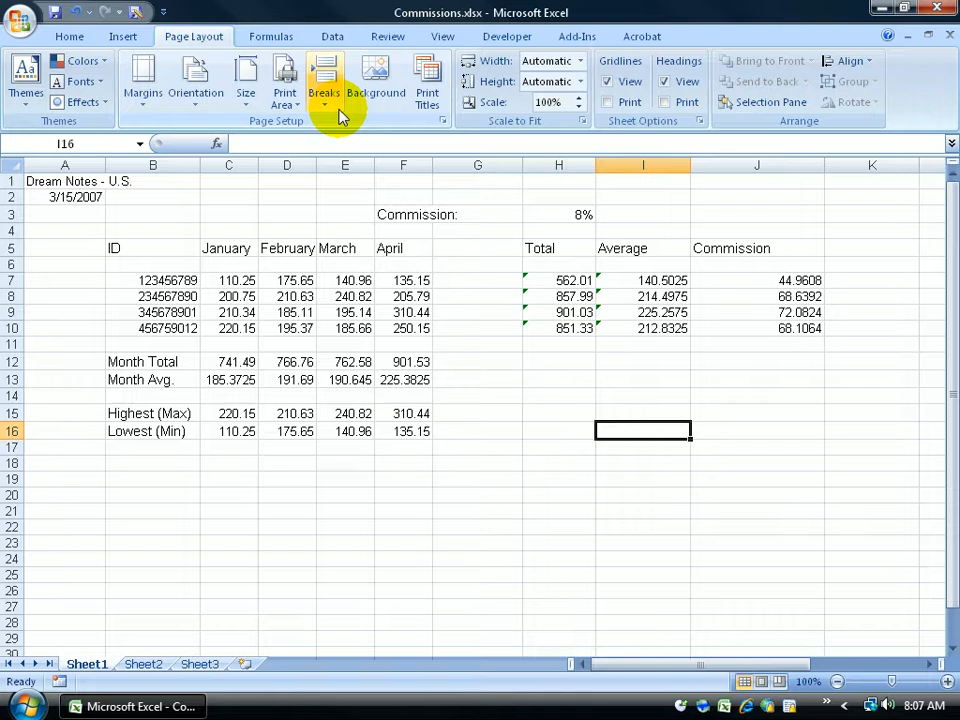 Commissions.xlsx - Microsoft Excel
Home Insert Page Layout Formulas Data Review View Developer Add-Ins Acrobat
Aa Themes Colors Fonts Effects Margins Orientation Size Print Area Breaks Background Print Titles Width: Automatic Height: Automatic Scale: 100% Gridlines View Print Headings View Print Bring to Front Send to Back Selection Pane Align Group Rotate
Themes Page Setup Scale to Fit Sheet Options Arrange
I16 fx
A B C D E F G H I J K
1 Dream Notes - U.S.
2 3/15/2007
3 Commission: 8%
4
5 ID January February March April Total Average Commission
6
7 123456789 110.25 175.65 140.96 135.15 562.01 140.5025 44.9608
8 234567890 200.75 210.63 240.82 205.79 857.99 214.4975 68.6392
9 345678901 210.34 185.11 195.14 310.44 901.03 225.2575 72.0824
10 456759012 220.15 195.37 185.66 250.15 851.33 212.8325 68.1064
11
12 Month Total 741.49 766.76 762.58 901.53
13 Month Avg. 185.3725 191.69 190.645 225.3825
14
15 Highest (Max) 220.15 210.63 240.82 310.44
16 Lowest (Min) 110.25 175.65 140.96 135.15
17
18
19
20
21
22
23
24
25
26
27
28
29
30
Sheet1 Sheet2 Sheet3
Ready 100%
Microsoft Excel - Co... 8:07 AM